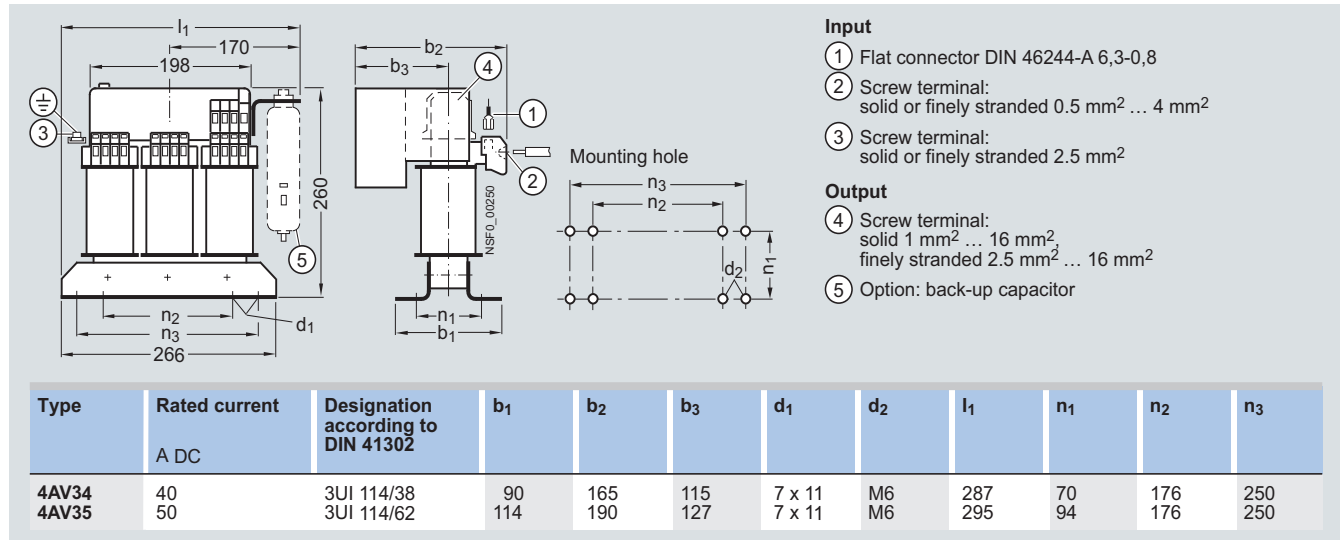 l1
170
198
3
260
5
n2
d1
n3
266
b2
b3
4
1
2
NSF0_00250
n1
b1
Mounting hole
n3
n2
d2
n1
Input
1 Flat connector DIN 46244-A 6,3-0,8
2 Screw terminal:
solid or finely stranded 0.5 mm2 … 4 mm2
3 Screw terminal:
solid or finely stranded 2.5 mm2
Output
4 Screw terminal:
solid 1 mm2 … 16 mm2,
finely stranded 2.5 mm2 … 16 mm2
5 Option: back-up capacitor
Type Rated current Designation b1 b2 b3 d1 d2 l1 n1 n2 n3
according to
A DC DIN 41302
4AV34 40 3UI 114/38 90 165 115 7 x 11 M6 287 70 176 250
4AV35 50 3UI 114/62 114 190 127 7 x 11 M6 295 94 176 250